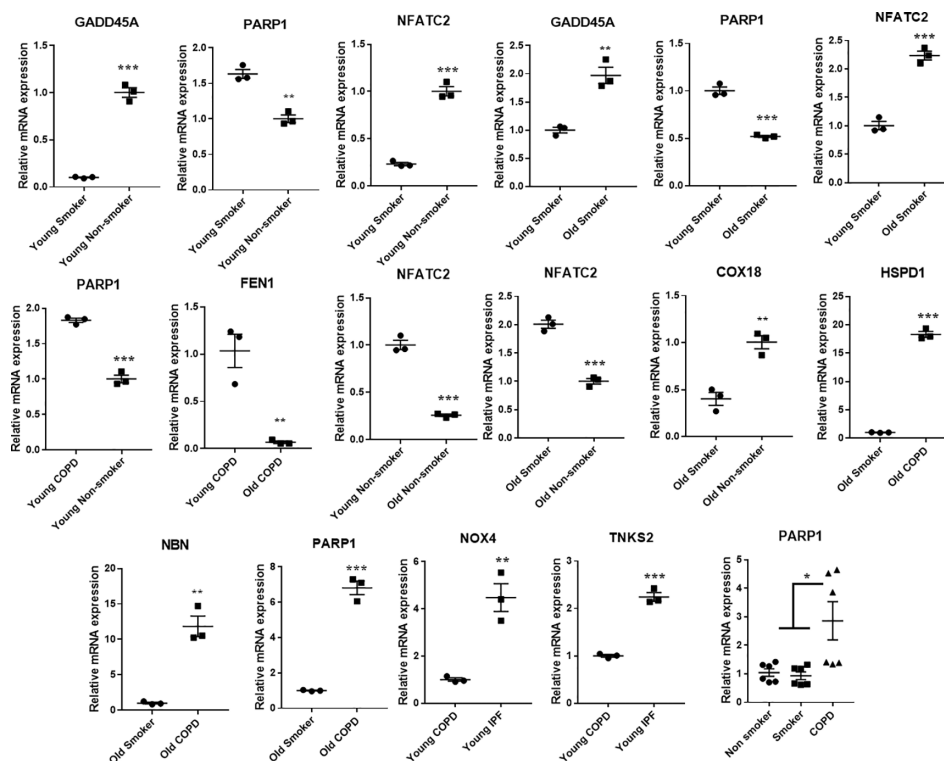 GADD45A
Relative mRNA expression
1.5
1.0
0.5
0.0
***
Young Smoker
Young Non-smoker
PARP1
Relative mRNA expression
2.0
1.5
1.0
0.5
0.0
**
Young Smoker
Young Non-smoker
NFATC2
Relative mRNA expression
1.5
1.0
0.5
0.0
***
Young Smoker
Young Non-smoker
GADD45A
Relative mRNA expression
2.5
2.0
1.5
1.0
0.5
0.0
**
Young Smoker
Old Smoker
PARP1
Relative mRNA expression
1.5
1.0
0.5
0.0
***
Young Smoker
Old Smoker
NFATC2
Relative mRNA expression
2.5
2.0
1.5
1.0
0.5
0.0
***
Young Smoker
Old Smoker
PARP1
Relative mRNA expression
2.0
1.5
1.0
0.5
0.0
***
Young COPD
Young Non-smoker
FEN1
Relative mRNA expression
1.5
1.0
0.5
0.0
**
Young COPD
Old COPD
NFATC2
Relative mRNA expression
1.5
1.0
0.5
0.0
***
Young Non-smoker
Old Non-smoker
NFATC2
Relative mRNA expression
2.5
2.0
1.5
1.0
0.5
0.0
***
Old Smoker
Old Non-smoker
COX18
Relative mRNA expression
1.5
1.0
0.5
0.0
**
Old Smoker
Old Non-smoker
HSPD1
Relative mRNA expression
25
20
15
10
5
0
***
Old Smoker
Old COPD
NBN
Relative mRNA expression
20
15
10
5
0
**
Old Smoker
Old COPD
PARP1
Relative mRNA expression
8
6
4
2
0
***
Old Smoker
Old COPD
NOX4
Relative mRNA expression
6
4
2
0
**
Young COPD
Young IPF
TNKS2
Relative mRNA expression
3
2
1
0
***
Young COPD
Young IPF
PARP1
Relative mRNA expression
5
4
3
2
1
0
*
Non smoker
Smoker
COPD